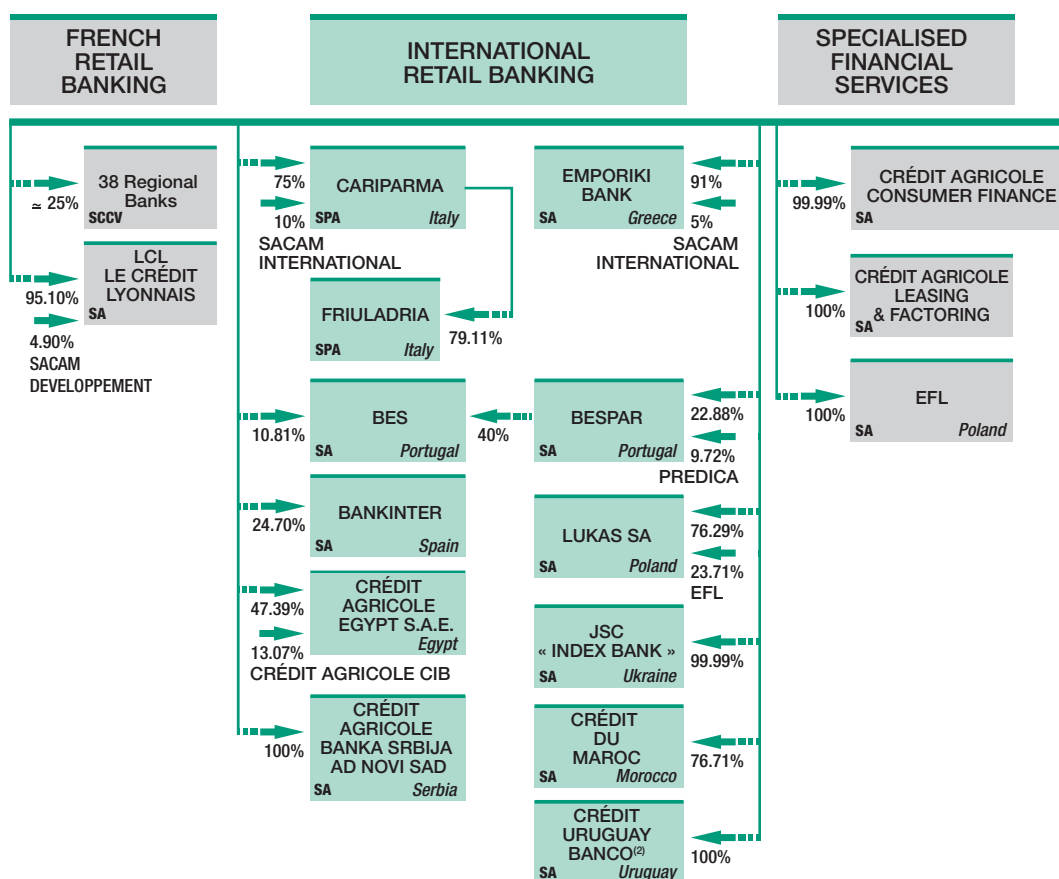 FRENCH
RETAIL
BANKING
INTERNATIONAL
RETAIL BANKING
SPECIALISED
FINANCIAL
SERVICES
38 Regional
Banks
SCCV
≃ 25%
LCL
LE CRÉDIT
LYONNAIS
SA
95.10%
4.90%
SACAM
DEVELOPPEMENT
75%
CARIPARMA
SPA Italy
10%
SACAM
INTERNATIONAL
FRIULADRIA
SPA Italy
79.11%
BES
SA Portugal
10.81%
40%
BANKINTER
SA Spain
24.70%
CRÉDIT
AGRICOLE
EGYPT S.A.E.
Egypt
47.39%
13.07%
CRÉDIT AGRICOLE CIB
CRÉDIT
AGRICOLE
BANKA SRBIJA
AD NOVI SAD
SA Serbia
100%
EMPORIKI
BANK
SA Greece
91%
5%
SACAM
INTERNATIONAL
BESPAR
SA Portugal
22.88%
9.72%
PREDICA
LUKAS SA
SA Poland
76.29%
23.71%
EFL
JSC
« INDEX BANK »
SA Ukraine
99.99%
CRÉDIT
DU
MAROC
SA Morocco
76.71%
CRÉDIT
URUGUAY
BANCO(2)
SA Uruguay
100%
CRÉDIT AGRICOLE
CONSUMER FINANCE
SA
99.99%
CRÉDIT AGRICOLE
LEASING
& FACTORING
SA
100%
EFL
SA Poland
100%